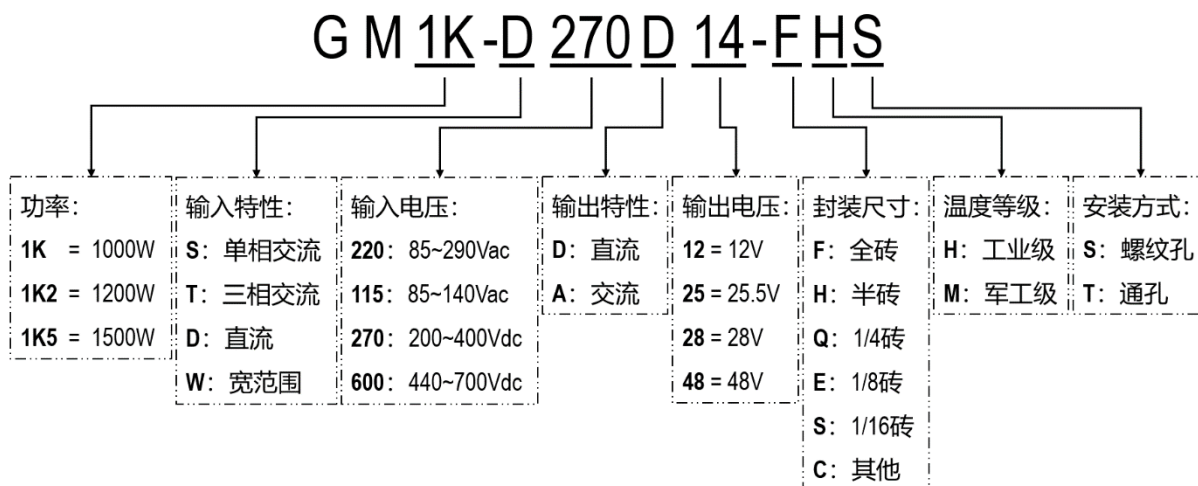 GM1K-D270D14-FHS
功率：
1K = 1000W
1K2 = 1200W
1K5 = 1500W
输入特性：
S：单相交流
T：三相交流
D：直流
W：宽范围
输入电压：
220：85~290Vac
115：85~140Vac
270：200~400Vdc
600：440~700Vdc
输出特性：
D：直流
A：交流
输出电压：
12 = 12V
25 = 25.5V
28 = 28V
48 = 48V
封装尺寸：
F：全砖
H：半砖
Q：1/4砖
E：1/8砖
S：1/16砖
C：其他
温度等级：
H：工业级
M：军工级
安装方式：
S：螺纹孔
T：通孔